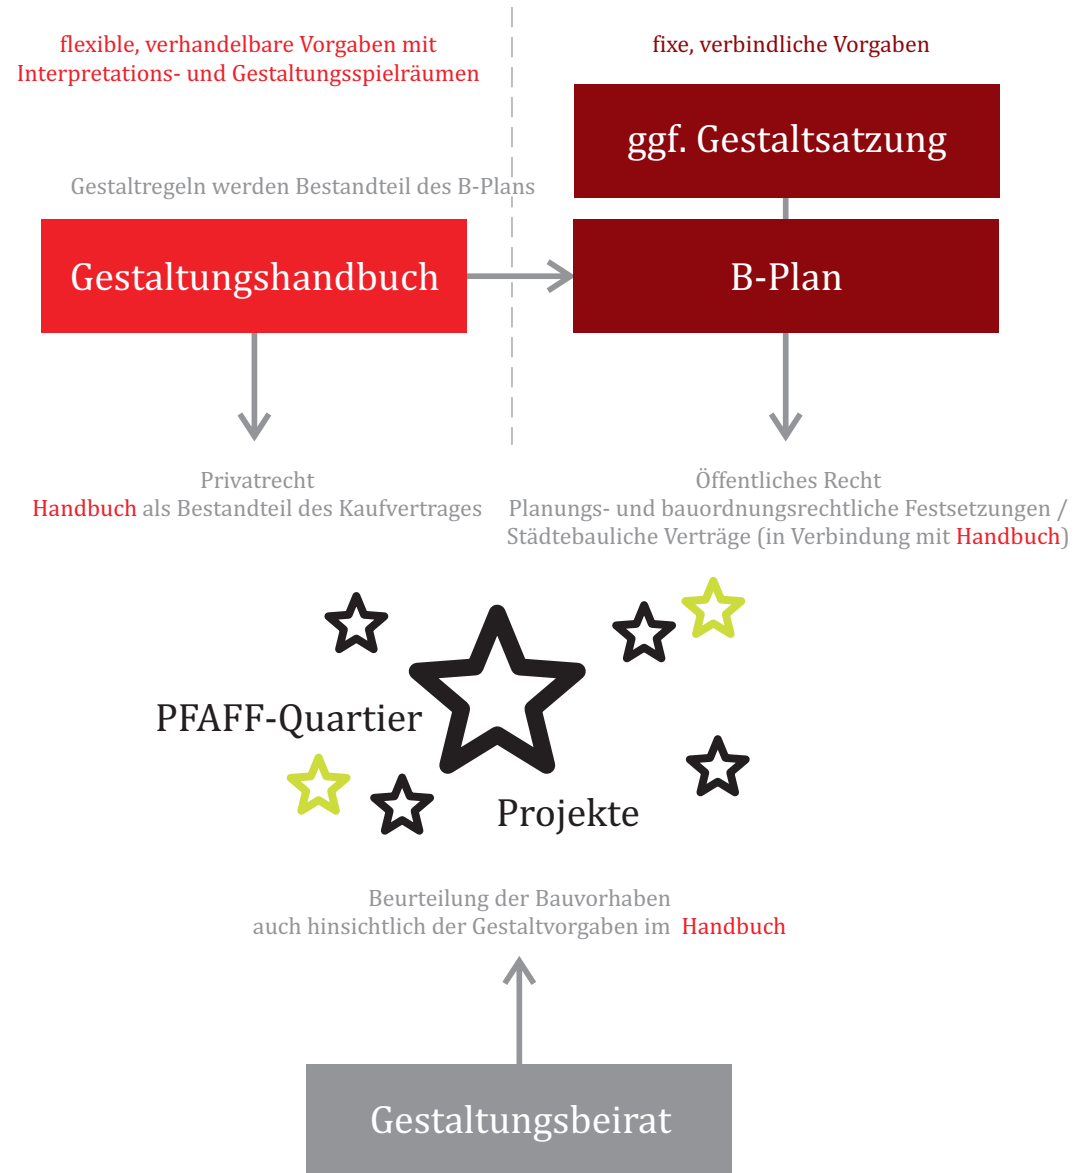 flexible, verhandelbare Vorgaben mit
Interpretations- und Gestaltungsspielräumen
fixe, verbindliche Vorgaben
ggf. Gestaltsatzung
Gestaltregeln werden Bestandteil des B-Plans
Gestaltungshandbuch
B-Plan
Privatrecht
Handbuch als Bestandteil des Kaufvertrages
Öffentliches Recht
Planungs- und bauordnungsrechtliche Festsetzungen /
Städtebauliche Verträge (in Verbindung mit Handbuch)
PFAFF-Quartier
Projekte
Beurteilung der Bauvorhaben
auch hinsichtlich der Gestaltvorgaben im Handbuch
Gestaltungsbeirat